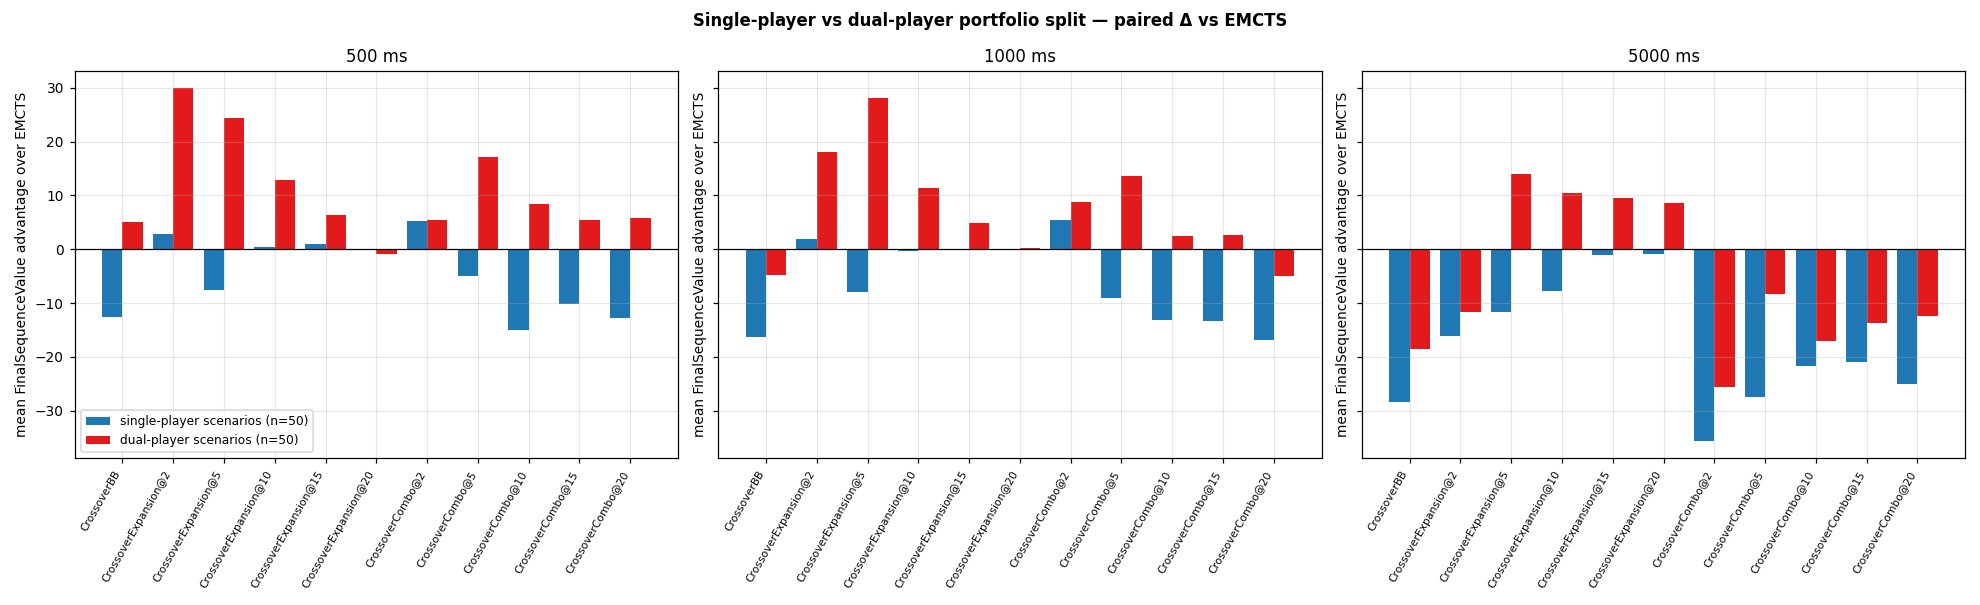 Single-player vs dual-player portfolio split — paired Δ vs EMCTS
500 ms
mean FinalSequenceValue advantage over EMCTS
30
20
10
0
−10
−20
−30
single-player scenarios (n=50)
dual-player scenarios (n=50)
CrossoverBB
CrossoverExpansion@2
CrossoverExpansion@5
CrossoverExpansion@10
CrossoverExpansion@15
CrossoverExpansion@20
CrossoverCombo@2
CrossoverCombo@5
CrossoverCombo@10
CrossoverCombo@15
CrossoverCombo@20
1000 ms
mean FinalSequenceValue advantage over EMCTS
CrossoverBB
CrossoverExpansion@2
CrossoverExpansion@5
CrossoverExpansion@10
CrossoverExpansion@15
CrossoverExpansion@20
CrossoverCombo@2
CrossoverCombo@5
CrossoverCombo@10
CrossoverCombo@15
CrossoverCombo@20
5000 ms
mean FinalSequenceValue advantage over EMCTS
CrossoverBB
CrossoverExpansion@2
CrossoverExpansion@5
CrossoverExpansion@10
CrossoverExpansion@15
CrossoverExpansion@20
CrossoverCombo@2
CrossoverCombo@5
CrossoverCombo@10
CrossoverCombo@15
CrossoverCombo@20